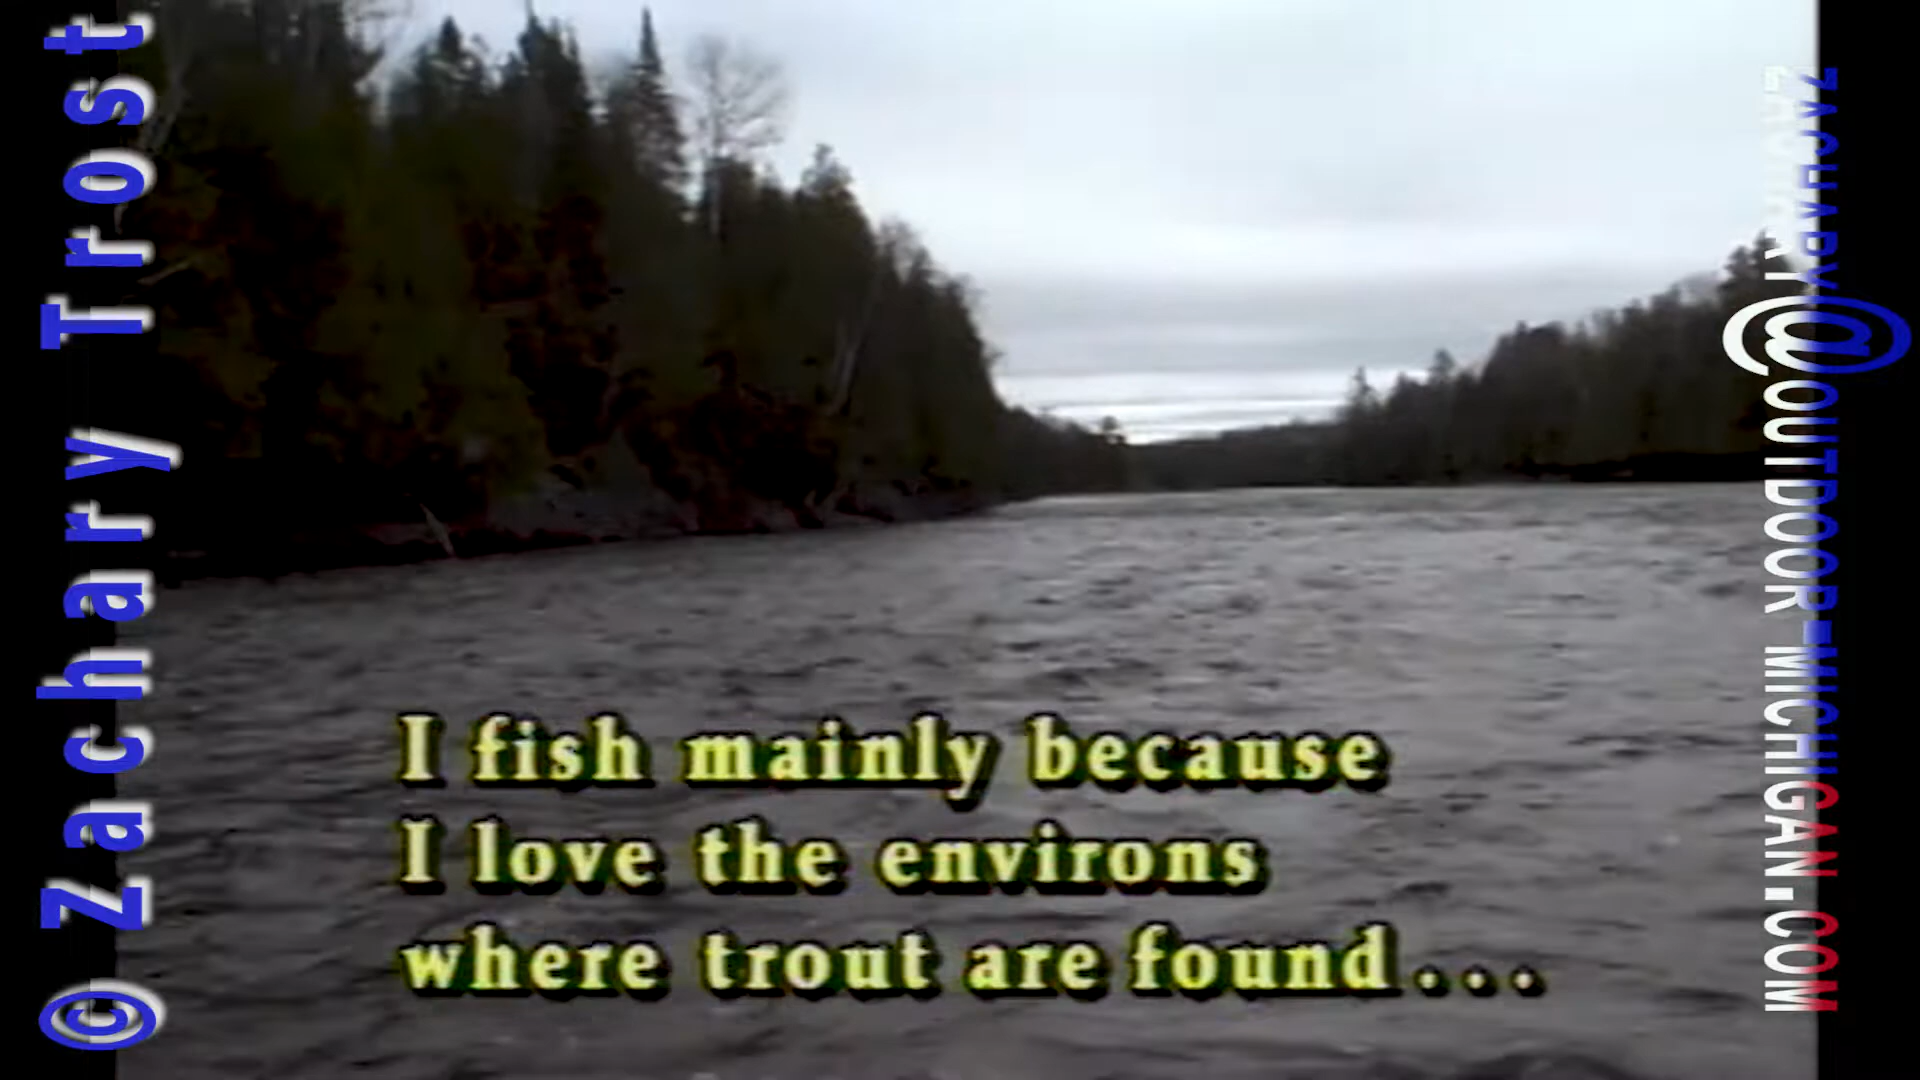 © Zachary Trost
I fish mainly because
I love the environs
where trout are found...
ZACHARY@OUTDOOR-MICHIGAN.COM